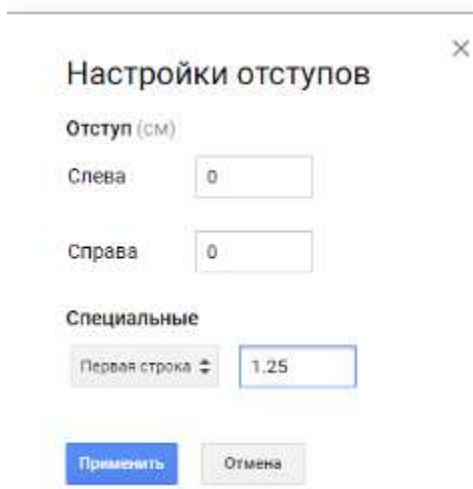 Настройки отступов
Отступ (см)
Слева 0
Справа 0
Специальные
Первая строка 1.25
Применить Отмена